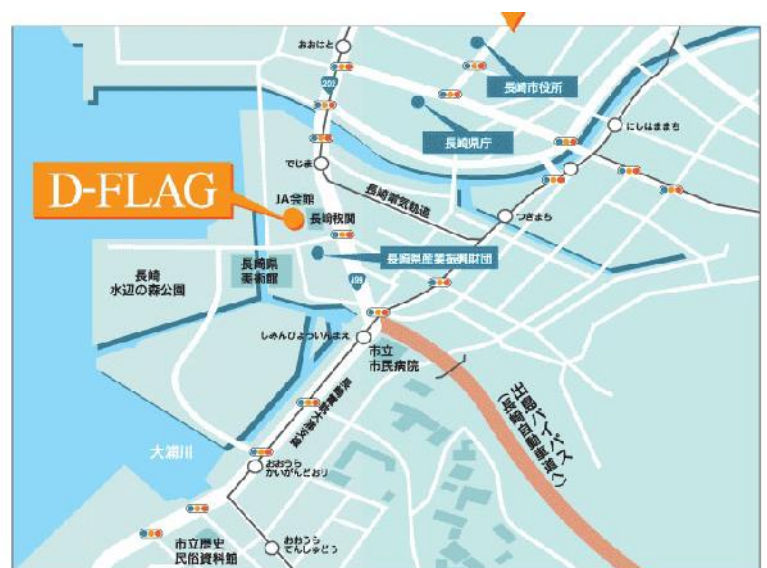 おおはと
202
長崎市役所
にしはままち
長崎県庁
でじま
D-FLAG
JA会館
長崎税関
長崎電気軌道
つきまち
長崎県産業振興財団
長崎県
美術館
長崎
水辺の森公園
499
しみんびょういんまえ
市立
市民病院
出島バイパス
(長崎自動車道へ)
大浦川
おおうら
かいがんどおり
市立歴史
民俗資料館
おおうら
てんしゅどう